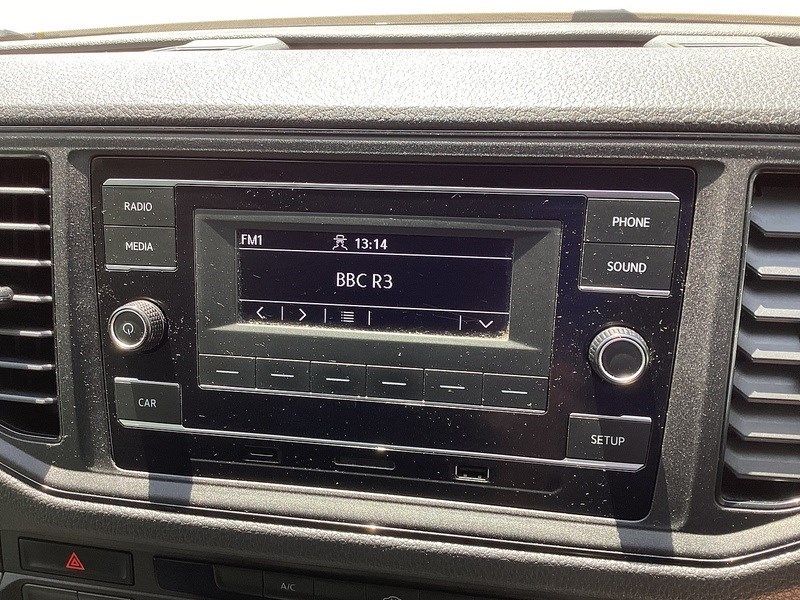 RADIO
MEDIA
FM1 13:14
BBC R3
PHONE
SOUND
CAR
SETUP
A/C